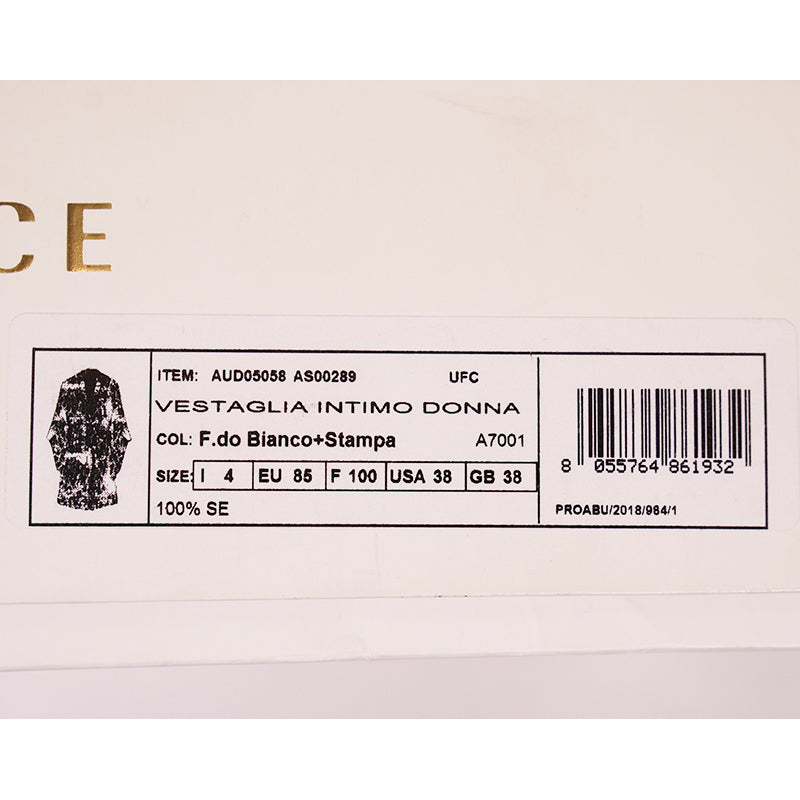 CE
ITEM: AUD05058 AS00289 UFC
VESTAGLIA INTIMO DONNA
COL: F.do Bianco+Stampa A7001
SIZE: I 4 EU 85 F 100 USA 38 GB 38
100% SE
8 055764 861932
PROABU/2018/984/1